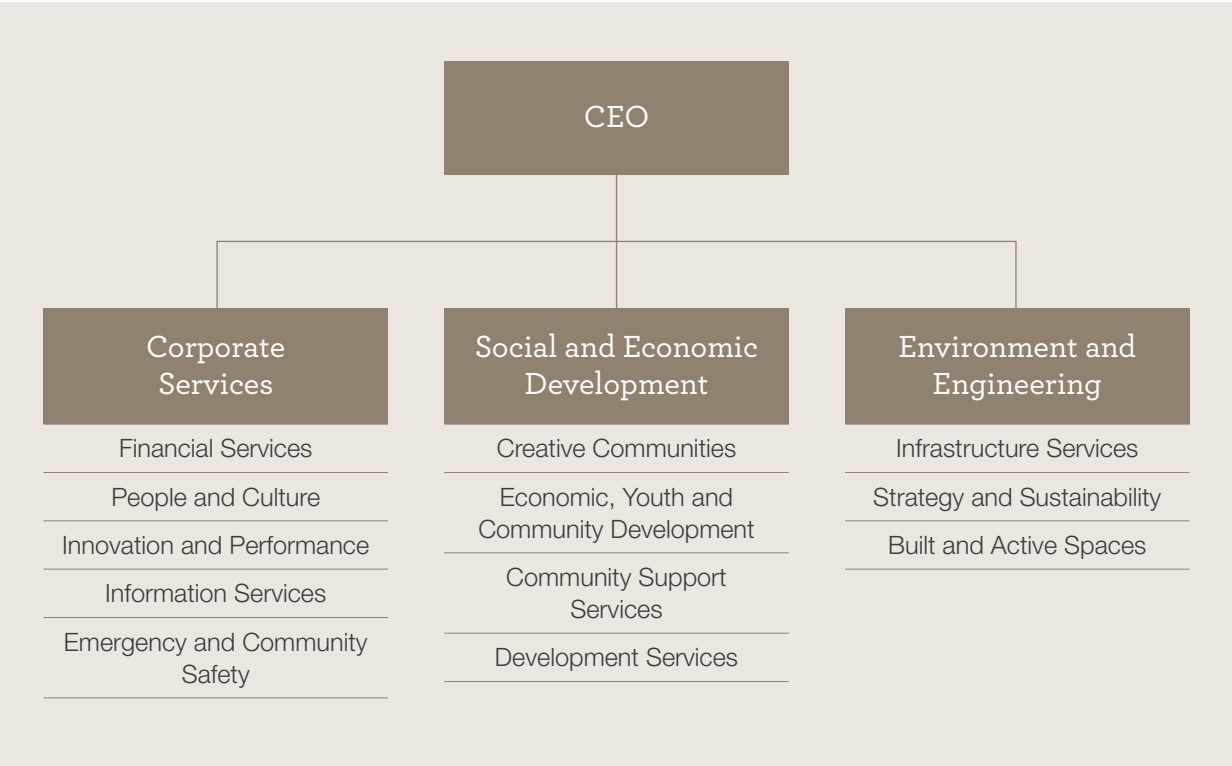 CEO
Corporate
Services
Financial Services
People and Culture
Innovation and Performance
Information Services
Emergency and Community
Safety
Social and Economic
Development
Creative Communities
Economic, Youth and
Community Development
Community Support
Services
Development Services
Environment and
Engineering
Infrastructure Services
Strategy and Sustainability
Built and Active Spaces